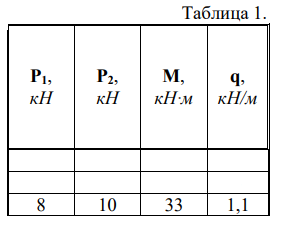 Таблица 1.
P₁, P₂, M, q,
кН кН кН·м кН/м
8 10 33 1,1